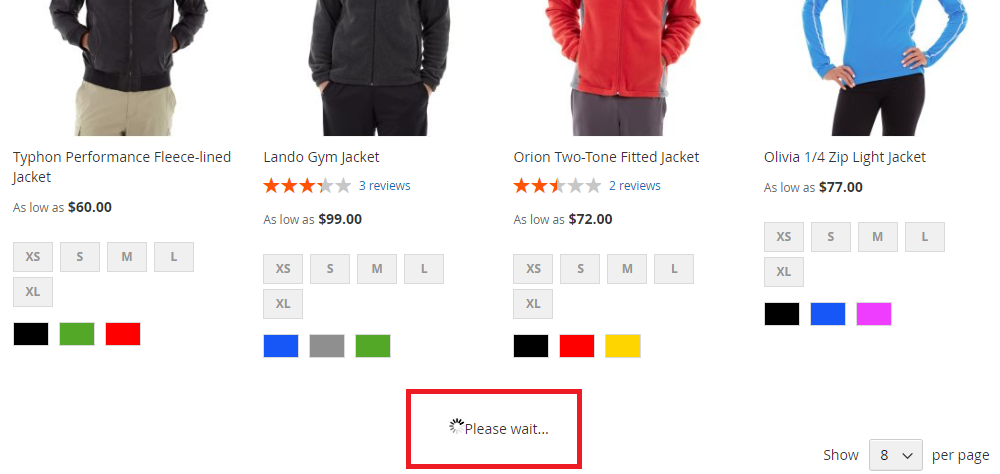 Typhon Performance Fleece-lined
Jacket
As low as $60.00
XS S M L
XL
Lando Gym Jacket
3 reviews
As low as $99.00
XS S M L
XL
Orion Two-Tone Fitted Jacket
2 reviews
As low as $72.00
XS S M L
XL
Olivia 1/4 Zip Light Jacket
As low as $77.00
XS S M L
XL
Please wait...
Show 8 per page